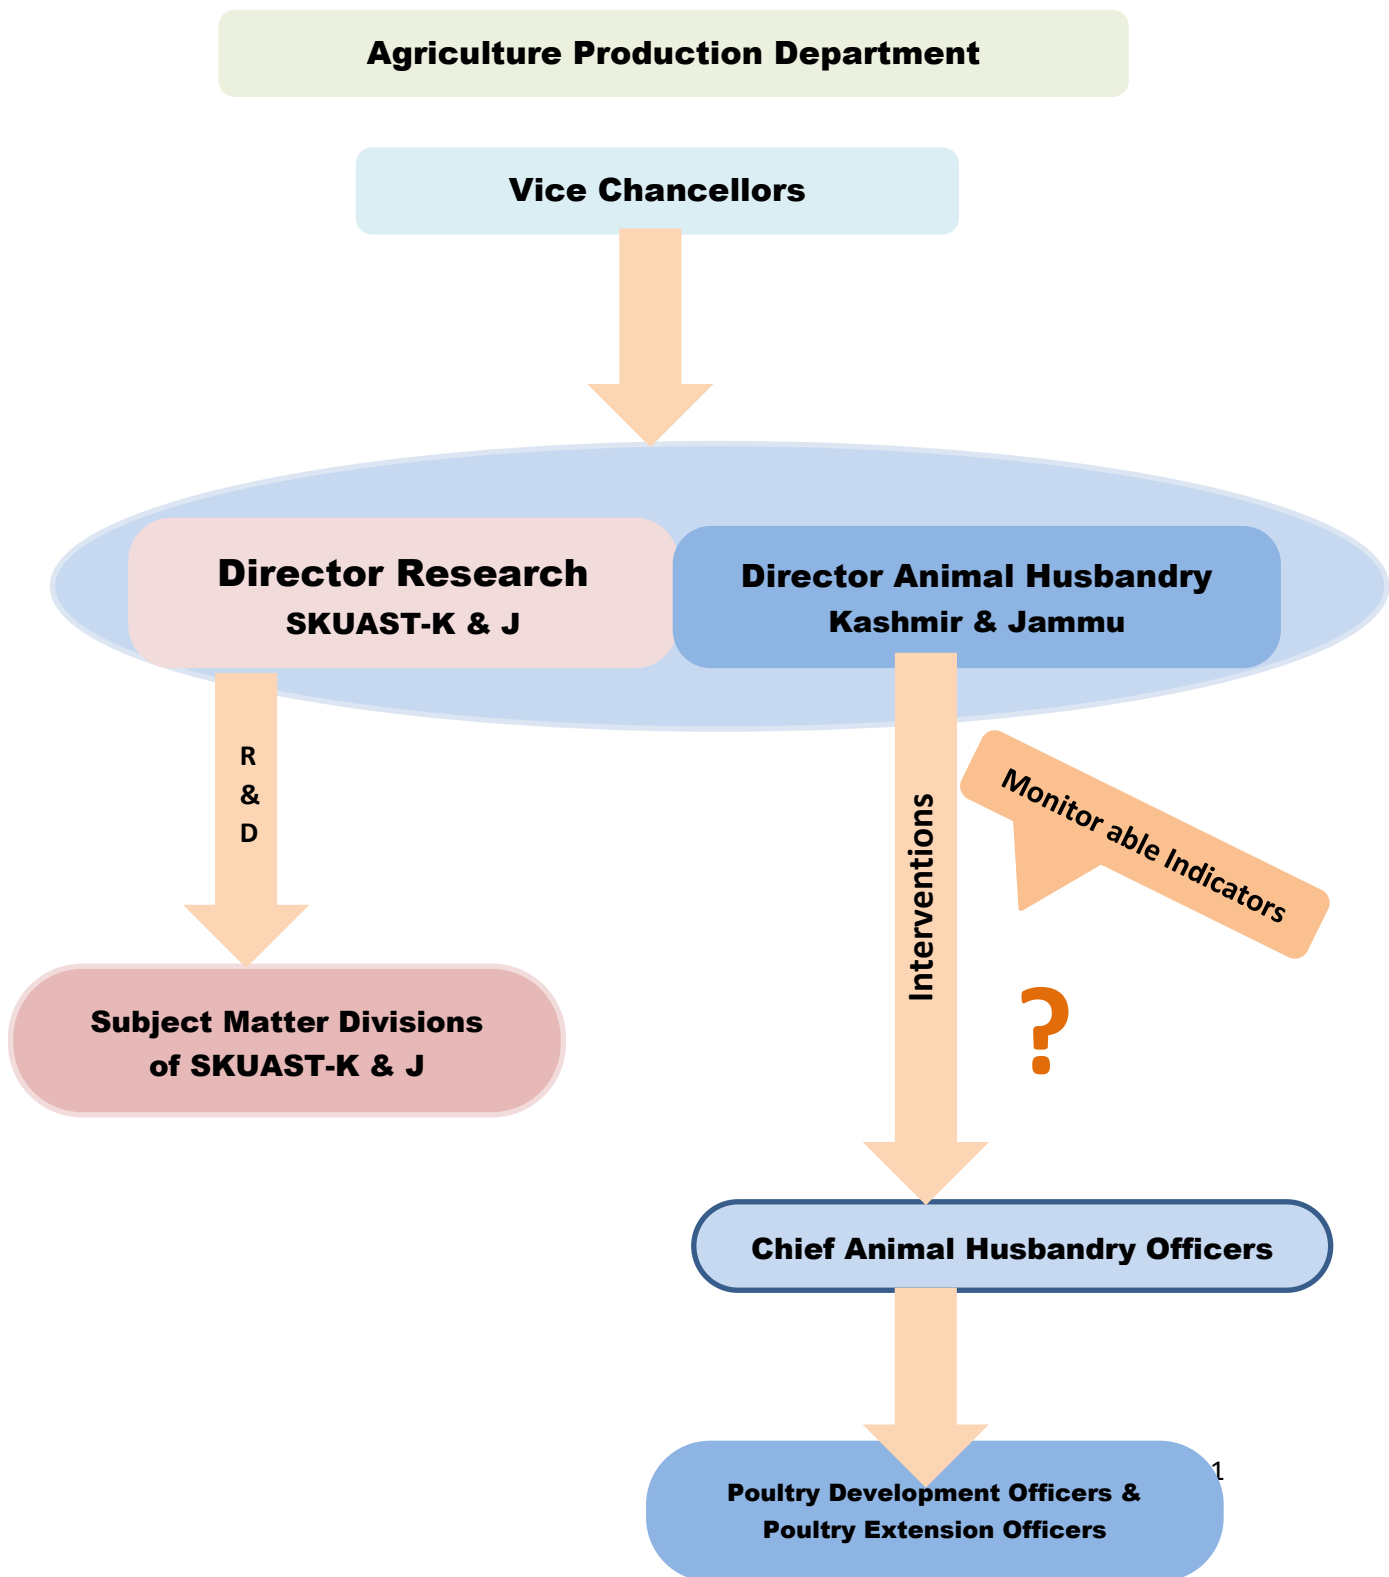 Agriculture Production Department
Vice Chancellors
Director Research
SKUAST-K & J
Director Animal Husbandry
Kashmir & Jammu
R
&
D
Interventions
Monitor able Indicators
?
Subject Matter Divisions
of SKUAST-K & J
Chief Animal Husbandry Officers
1
Poultry Development Officers &
Poultry Extension Officers